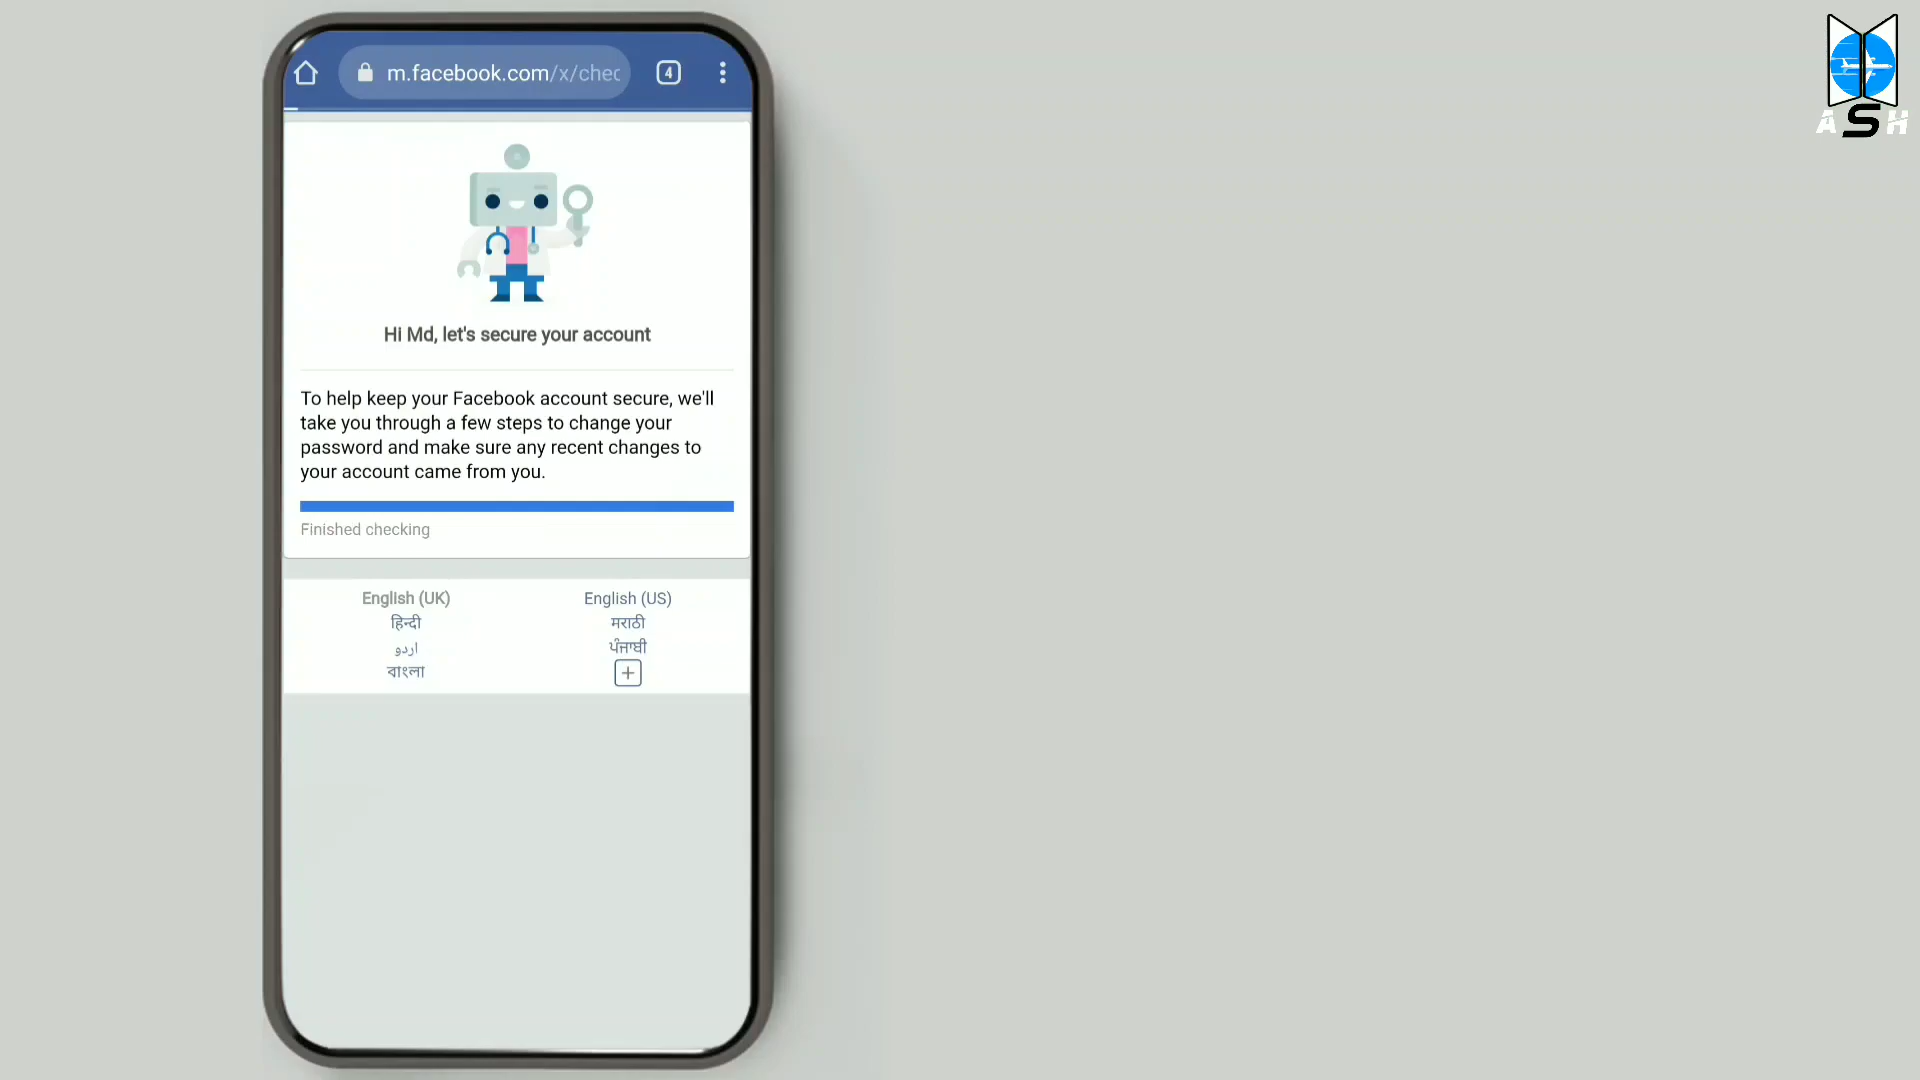 m.facebook.com/x/chec
4
Hi Md, let's secure your account
To help keep your Facebook account secure, we'll
take you through a few steps to change your
password and make sure any recent changes to
your account came from you.
Finished checking
English (UK)
English (US)
हिन्दी
मराठी
اردو
ਪੰਜਾਬੀ
বাংলা
ASH